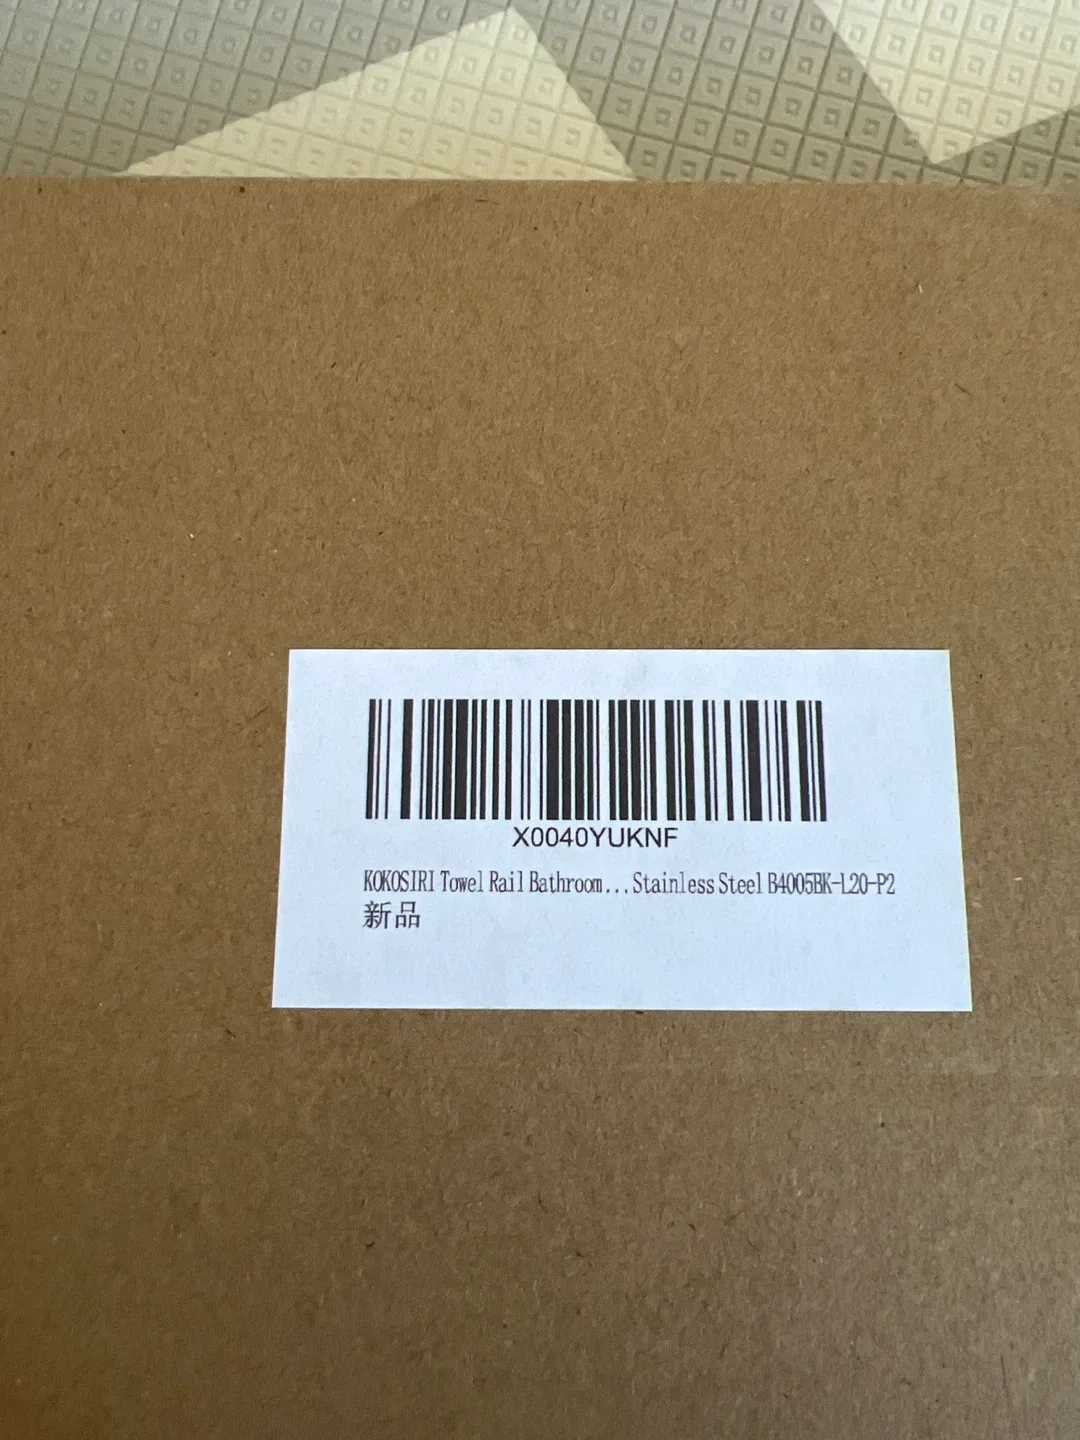 X0040YUKNF
KOKOSIRI Towel Rail Bathroom...Stainless Steel B4005BK-L20-P2
新品